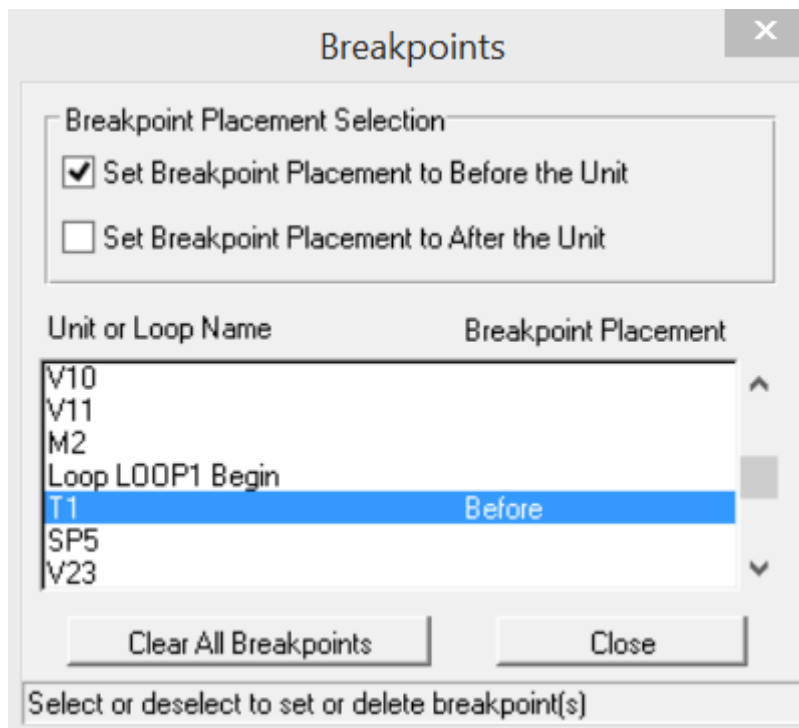 Breakpoints
Breakpoint Placement Selection
Set Breakpoint Placement to Before the Unit
Set Breakpoint Placement to After the Unit
Unit or Loop Name Breakpoint Placement
V10
V11
M2
Loop LOOP1 Begin
T1 Before
SP5
V23
Clear All Breakpoints Close
Select or deselect to set or delete breakpoint(s)